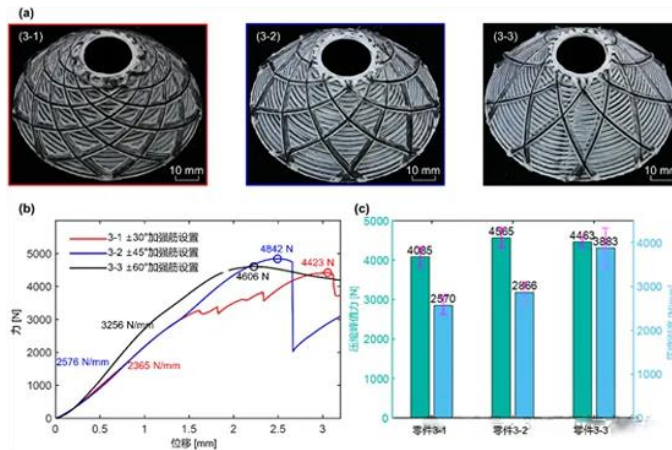 (a)
(3-1)
(3-2)
(3-3)
10 mm
10 mm
10 mm
(b)
3-1 ±30°加强筋设置
3-2 ±45°加强筋设置
3-3 ±60°加强筋设置
4842 N
4423 N
4606 N
3256 N/mm
2576 N/mm
2365 N/mm
力 [N]
5000
4000
3000
2000
1000
0
0
0.5
1.0
1.5
2.0
2.5
3.0
位移 [mm]
(c)
压缩峰值力 [N]
5000
4000
3000
2000
1000
0
4085
2570
4565
2866
4463
3883
4000
3000
2000
1000
零件3-1
零件3-2
零件3-3